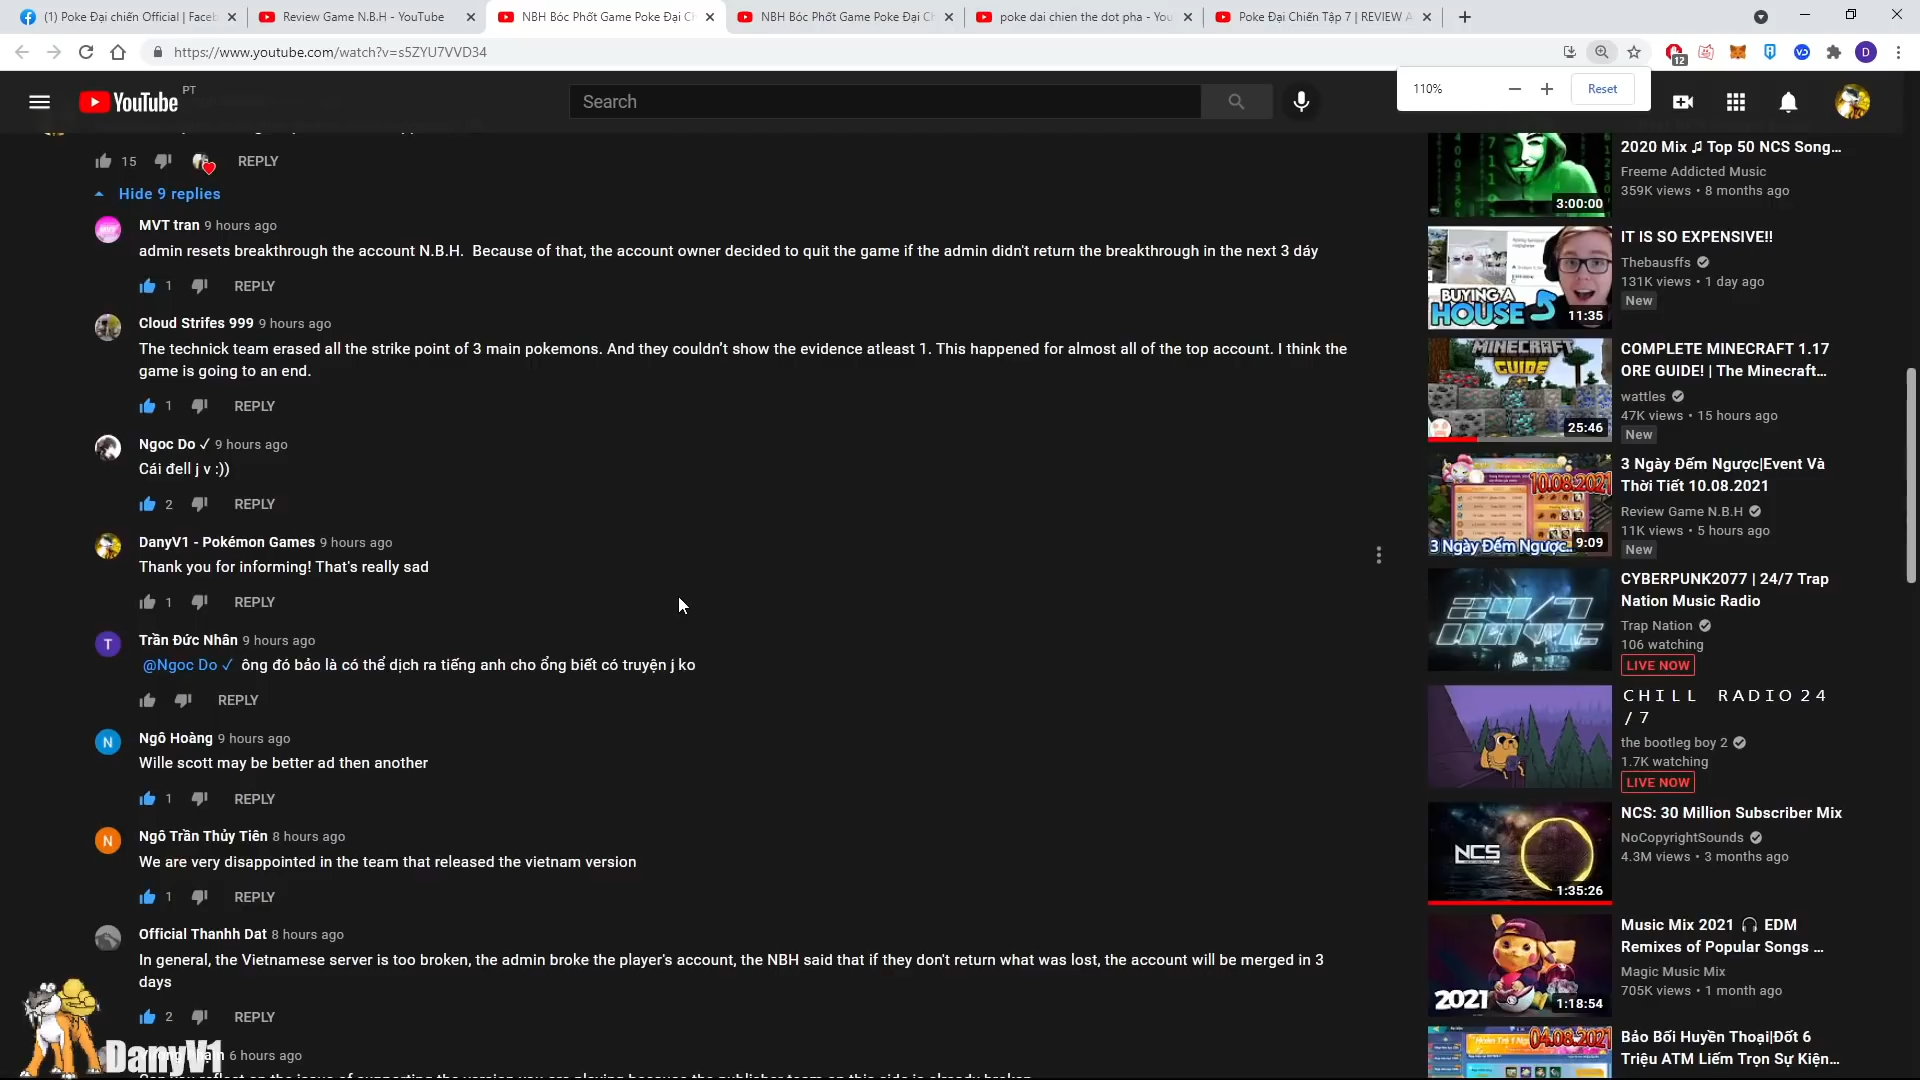 (1) Poke Đại chiến Official | Faceb
Review Game N.B.H - YouTube
NBH Bóc Phốt Game Poke Đại Ch
NBH Bóc Phốt Game Poke Đại Ch
poke dai chien the dot pha - You
Poke Đại Chiến Tập 7 | REVIEW A
https://www.youtube.com/watch?v=s5ZYU7VVD34
12
D
110%
Reset
YouTube
PT
Search
15
REPLY
Hide 9 replies
MVT tran 9 hours ago
admin resets breakthrough the account N.B.H. Because of that, the account owner decided to quit the game if the admin didn't return the breakthrough in the next 3 dáy
1 REPLY
Cloud Strifes 999 9 hours ago
The technick team erased all the strike point of 3 main pokemons. And they couldn't show the evidence atleast 1. This happened for almost all of the top account. I think the
game is going to an end.
1 REPLY
Ngoc Do ✓ 9 hours ago
Cái đell j v :))
2 REPLY
DanyV1 - Pokémon Games 9 hours ago
Thank you for informing! That's really sad
1 REPLY
T
Trần Đức Nhân 9 hours ago
@Ngoc Do ✓ ông đó bảo là có thể dịch ra tiếng anh cho ổng biết có truyện j ko
REPLY
N
Ngô Hoàng 9 hours ago
Wille scott may be better ad then another
1 REPLY
N
Ngô Trần Thủy Tiên 8 hours ago
We are very disappointed in the team that released the vietnam version
1 REPLY
Official Thanhh Dat 8 hours ago
In general, the Vietnamese server is too broken, the admin broke the player's account, the NBH said that if they don't return what was lost, the account will be merged in 3
days
2 REPLY
6 hours ago
DanyV1
3:00:00
2020 Mix ♫ Top 50 NCS Song...
Freeme Addicted Music
359K views • 8 months ago
BUYING A
HOUSE
11:35
IT IS SO EXPENSIVE!!
Thebausffs
131K views • 1 day ago
New
MINECRAFT
GUIDE
25:46
COMPLETE MINECRAFT 1.17
ORE GUIDE! | The Minecraft...
wattles
47K views • 15 hours ago
New
10.08.2021
3 Ngày Đếm Ngược..
9:09
3 Ngày Đếm Ngược|Event Và
Thời Tiết 10.08.2021
Review Game N.B.H
11K views • 5 hours ago
New
24/7
WAVE
CYBERPUNK2077 | 24/7 Trap
Nation Music Radio
Trap Nation
106 watching
LIVE NOW
CHILL RADIO 24
/7
the bootleg boy 2
1.7K watching
LIVE NOW
NCS
1:35:26
NCS: 30 Million Subscriber Mix
NoCopyrightSounds
4.3M views • 3 months ago
2021
1:18:54
Music Mix 2021 🎧 EDM
Remixes of Popular Songs ...
Magic Music Mix
705K views • 1 month ago
04.08.2021
Bảo Bối Huyền Thoại|Đốt 6
Triệu ATM Liếm Trọn Sự Kiện...